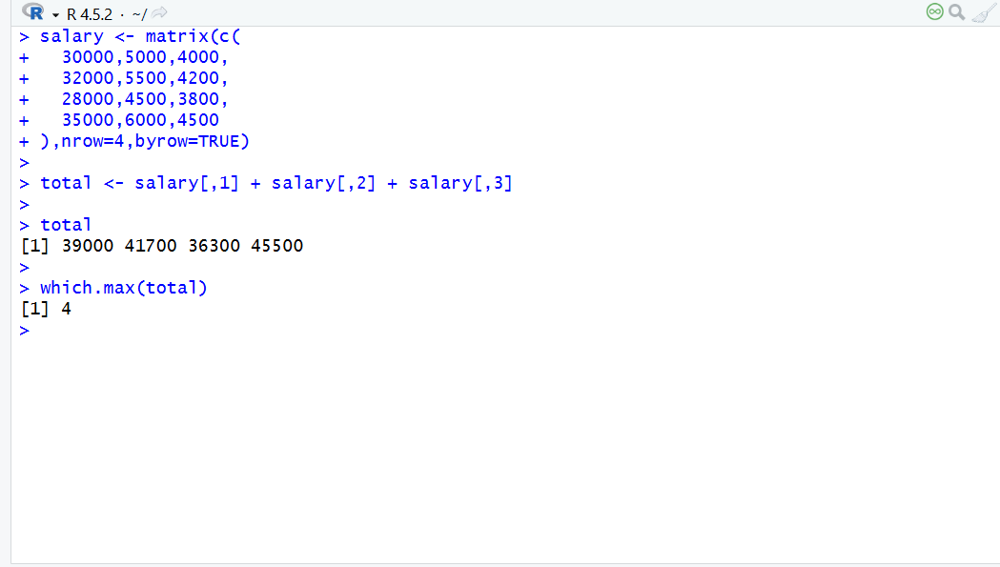 R 4.5.2 · ~/
> salary <- matrix(c(
+   30000,5000,4000,
+   32000,5500,4200,
+   28000,4500,3800,
+   35000,6000,4500
+ ),nrow=4,byrow=TRUE)
>
> total <- salary[,1] + salary[,2] + salary[,3]
>
> total
[1] 39000 41700 36300 45500
>
> which.max(total)
[1] 4
>